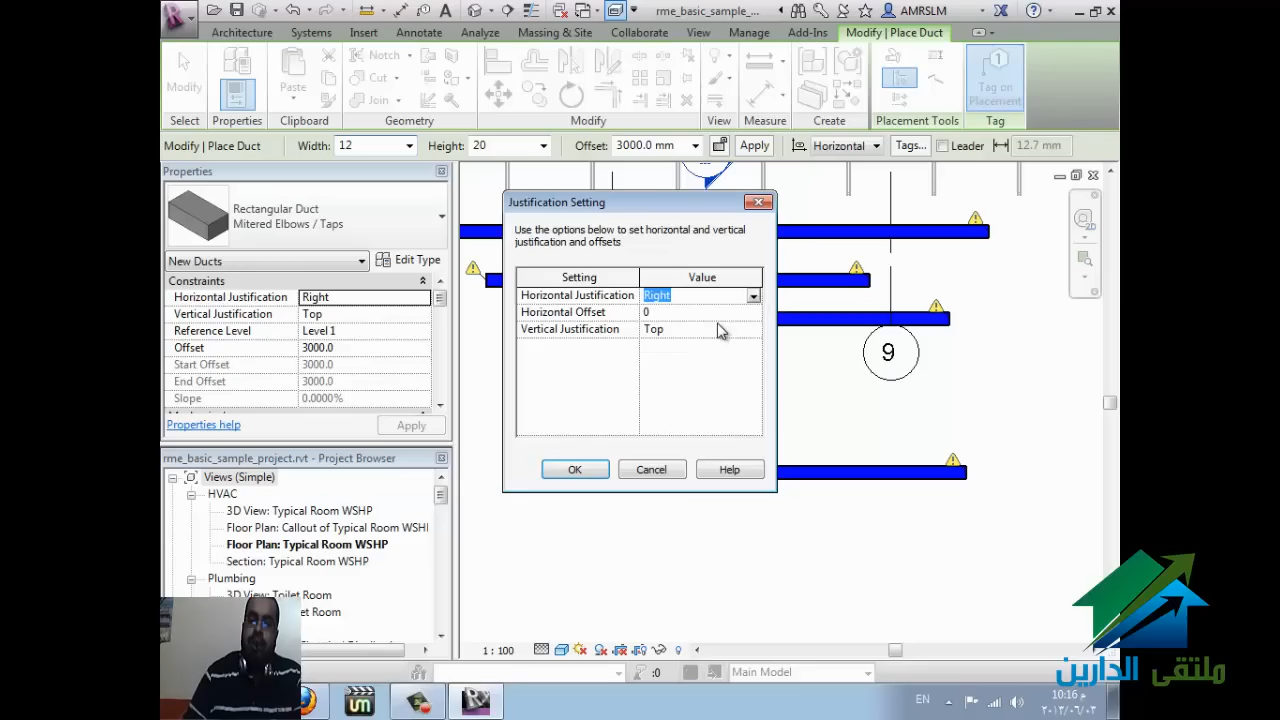 rme_basic_sample_...
AMRSLM
Architecture Systems Insert Annotate Analyze Massing & Site Collaborate View Manage Add-Ins Modify | Place Duct
Notch
Cut
Join
Modify
Paste
Tag on
Placement
Select Properties Clipboard Geometry Modify View Measure Create Placement Tools Tag
Modify | Place Duct Width: 12 Height: 20 Offset: 3000.0 mm Apply Horizontal Tags... Leader 12.7 mm
Properties
Rectangular Duct
Mitered Elbows / Taps
New Ducts Edit Type
Constraints
Horizontal Justification Right
Vertical Justification Top
Reference Level Level 1
Offset 3000.0
Start Offset 3000.0
End Offset 3000.0
Slope 0.0000%
Properties help Apply
Justification Setting
Use the options below to set horizontal and vertical
justification and offsets
Setting Value
Horizontal Justification Right
Horizontal Offset 0
Vertical Justification Top
OK Cancel Help
9
2D
rme_basic_sample_project.rvt - Project Browser
Views (Simple)
HVAC
3D View: Typical Room WSHP
Floor Plan: Callout of Typical Room WSHI
Floor Plan: Typical Room WSHP
Section: Typical Room WSHP
Plumbing
3D View: Toilet Room
1 : 100
:0 Main Model
ملتقى الدارين
EN
10:16 م
٢٠١٣/٠٦/٠٣